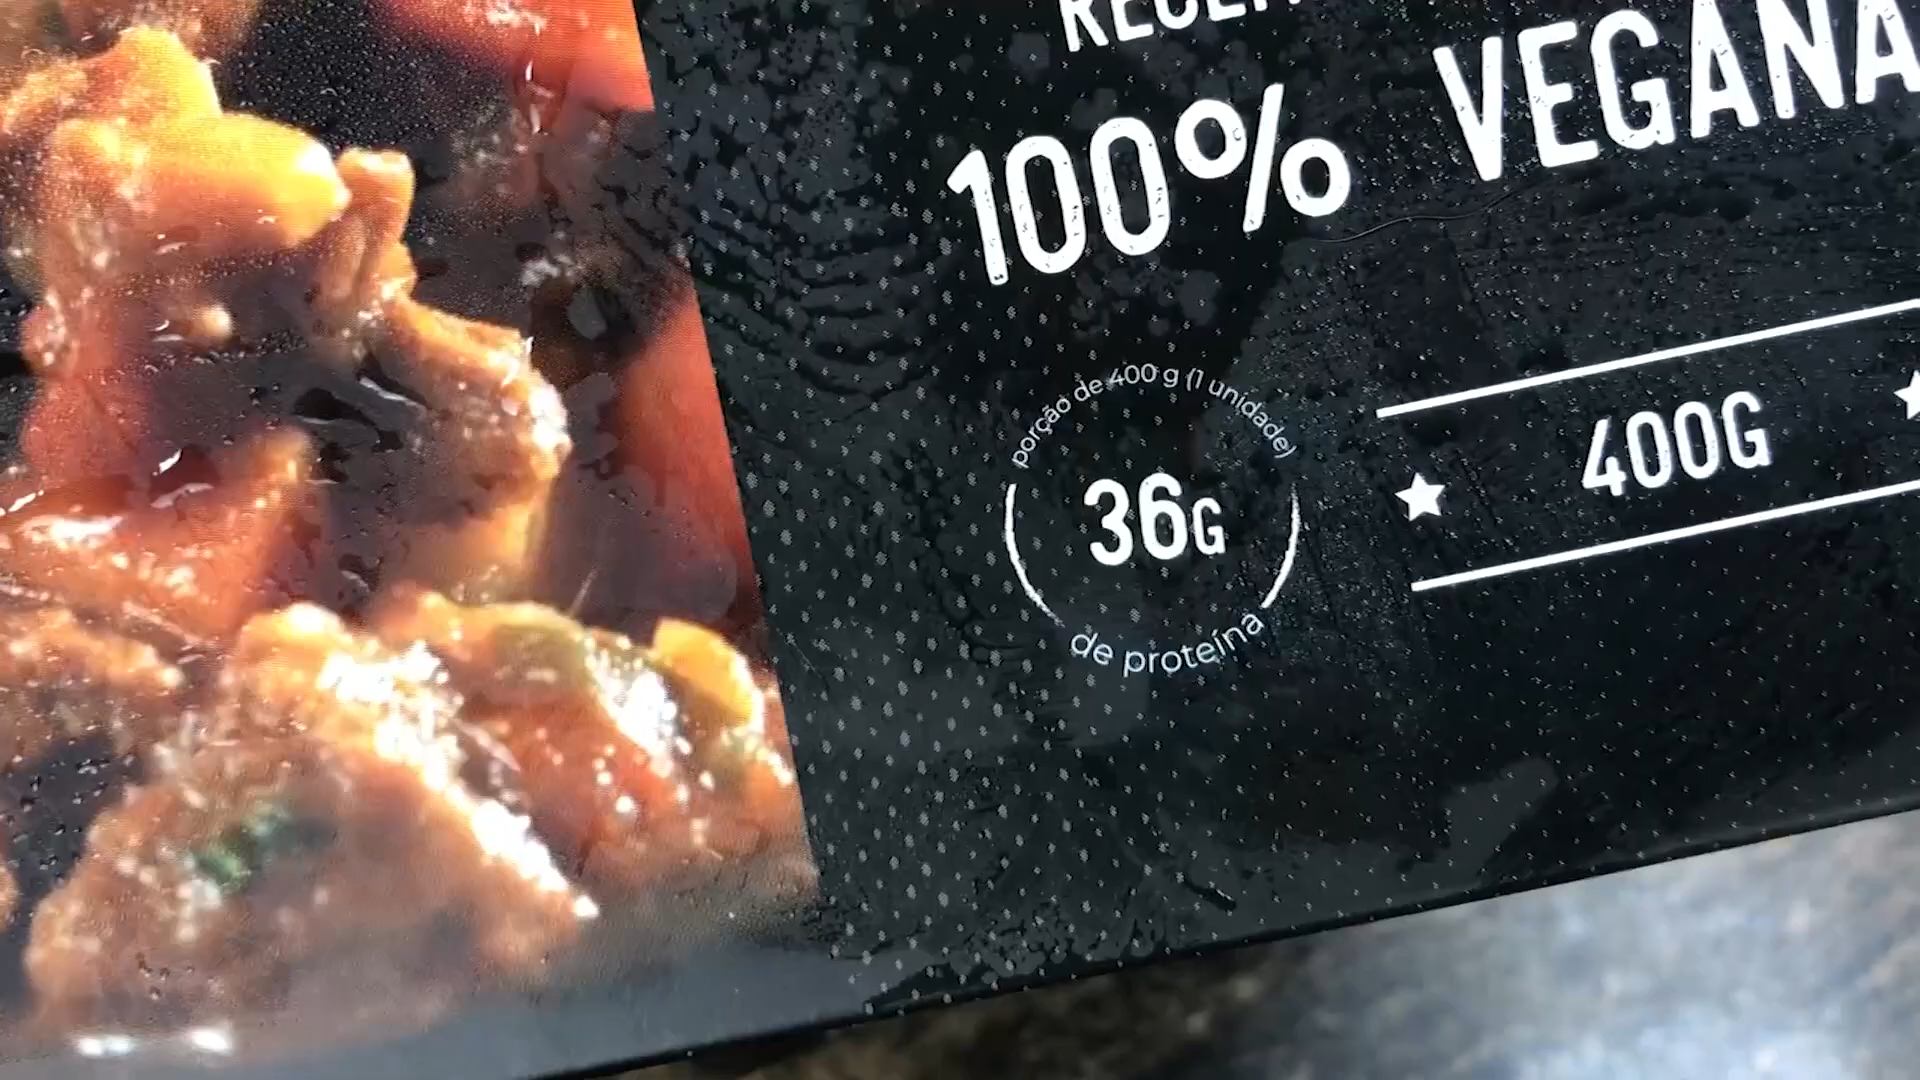 100% VEGANA
porção de 400 g (1 unidade)
36G
de proteína
400G